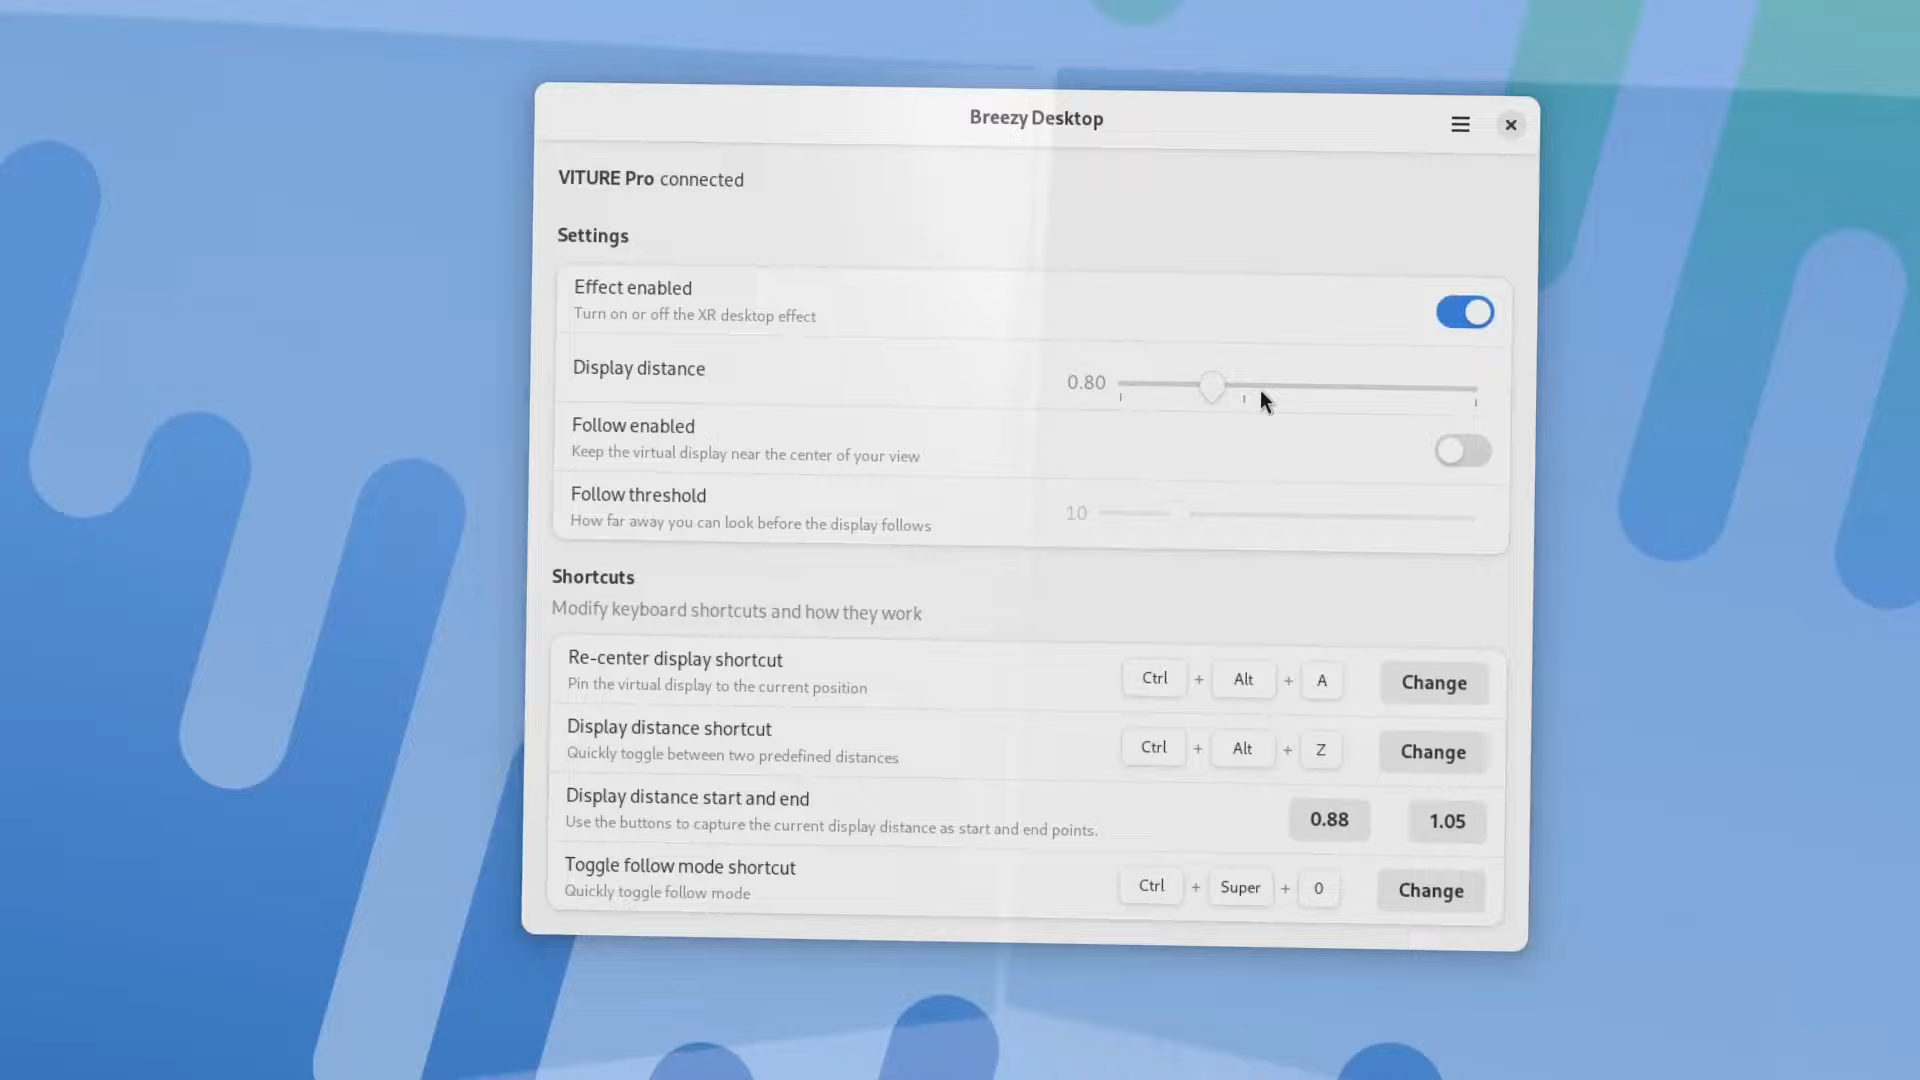 Breezy Desktop
VITURE Pro connected
Settings
Effect enabled
Turn on or off the XR desktop effect
Display distance
0.80
Follow enabled
Keep the virtual display near the center of your view
Follow threshold
How far away you can look before the display follows
10
Shortcuts
Modify keyboard shortcuts and how they work
Re-center display shortcut
Pin the virtual display to the current position
Ctrl + Alt + A Change
Display distance shortcut
Quickly toggle between two predefined distances
Ctrl + Alt + Z Change
Display distance start and end
Use the buttons to capture the current display distance as start and end points.
0.88 1.05
Toggle follow mode shortcut
Quickly toggle follow mode
Ctrl + Super + 0 Change